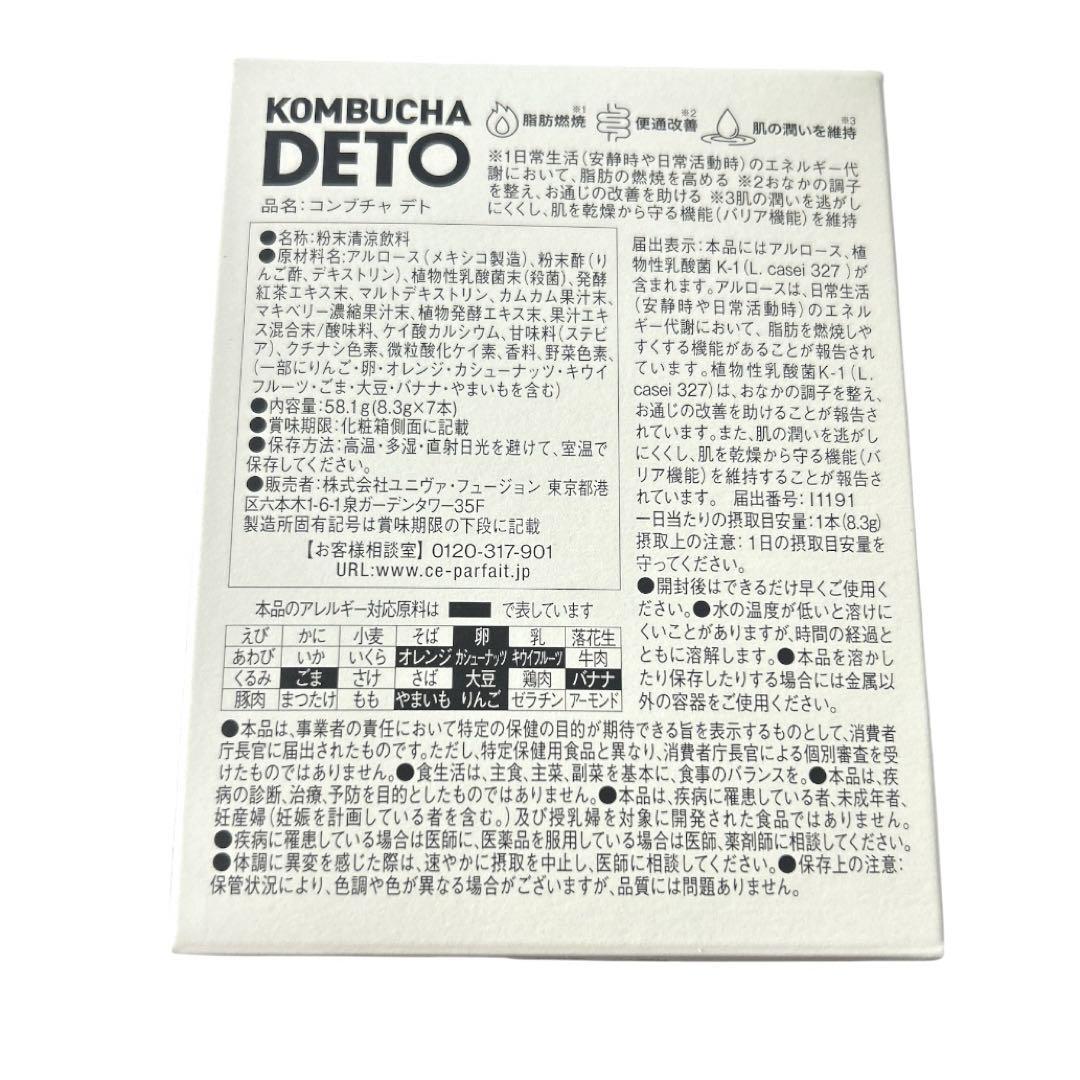 KOMBUCHA
DETO
品名:コンブチャ デト
脂肪燃焼※1
便通改善※2
肌の潤いを維持※3
※1日常生活(安静時や日常活動時)のエネルギー代
謝において、脂肪の燃焼を高める ※2おなかの調子
を整え、お通じの改善を助ける ※3肌の潤いを逃がし
にくくし、肌を乾燥から守る機能(バリア機能)を維持
●名称:粉末清涼飲料
●原材料名:アルロース(メキシコ製造)、粉末酢(り
んご酢、デキストリン)、植物性乳酸菌末(殺菌)、発酵
紅茶エキス末、マルトデキストリン、カムカム果汁末、
マキベリー濃縮果汁末、植物発酵エキス末、果汁エキ
ス混合末/酸味料、ケイ酸カルシウム、甘味料(ステビ
ア)、クチナシ色素、微粒酸化ケイ素、香料、野菜色素、
(一部にりんご・卵・オレンジ・カシューナッツ・キウイ
フルーツ・ごま・大豆・バナナ・やまいもを含む)
●内容量:58.1g(8.3g×7本)
●賞味期限:化粧箱側面に記載
●保存方法:高温・多湿・直射日光を避けて、室温で
保存してください。
●販売者:株式会社ユニヴァ・フュージョン 東京都港
区六本木1-6-1泉ガーデンタワー35F
製造所固有記号は賞味期限の下段に記載
【お客様相談室】0120-317-901
URL:www.ce-parfait.jp
届出表示:本品にはアルロース、植
物性乳酸菌K-1(L. casei 327 )が
含まれます。アルロースは、日常生活
(安静時や日常活動時)のエネル
ギー代謝において、脂肪を燃焼しや
すくする機能があることが報告され
ています。植物性乳酸菌K-1(L.
casei 327)は、おなかの調子を整え、
お通じの改善を助けることが報告さ
れています。また、肌の潤いを逃がし
にくくし、肌を乾燥から守る機能(バ
リア機能)を維持することが報告さ
れています。 届出番号:I1191
一日当たりの摂取目安量:1本(8.3g)
摂取上の注意:1日の摂取目安量を
守ってください。
●開封後はできるだけ早くご使用く
ださい。●水の温度が低いと溶けに
くいことがありますが、時間の経過と
ともに溶解します。●本品を溶かし
たり保存したりする場合には金属以
外の容器をご使用ください。
本品のアレルギー対応原料は で表しています
えび かに 小麦 そば 卵 乳 落花生
あわび いか いくら オレンジ カシューナッツ キウイフルーツ 牛肉
くるみ ごま さけ さば 大豆 鶏肉 バナナ
豚肉 まつたけ もも やまいも りんご ゼラチン アーモンド
●本品は、事業者の責任において特定の保健の目的が期待できる旨を表示するものとして、消費者
庁長官に届出されたものです。ただし、特定保健用食品と異なり、消費者庁長官による個別審査を受
けたものではありません。●食生活は、主食、主菜、副菜を基本に、食事のバランスを。●本品は、疾
病の診断、治療、予防を目的としたものではありません。●本品は、疾病に罹患している者、未成年者、
妊産婦(妊娠を計画している者を含む。)及び授乳婦を対象に開発された食品ではありません。
●疾病に罹患している場合は医師に、医薬品を服用している場合は医師、薬剤師に相談してください。
●体調に異変を感じた際は、速やかに摂取を中止し、医師に相談してください。●保存上の注意:
保管状況により、色調や色が異なる場合がございますが、品質には問題ありません。